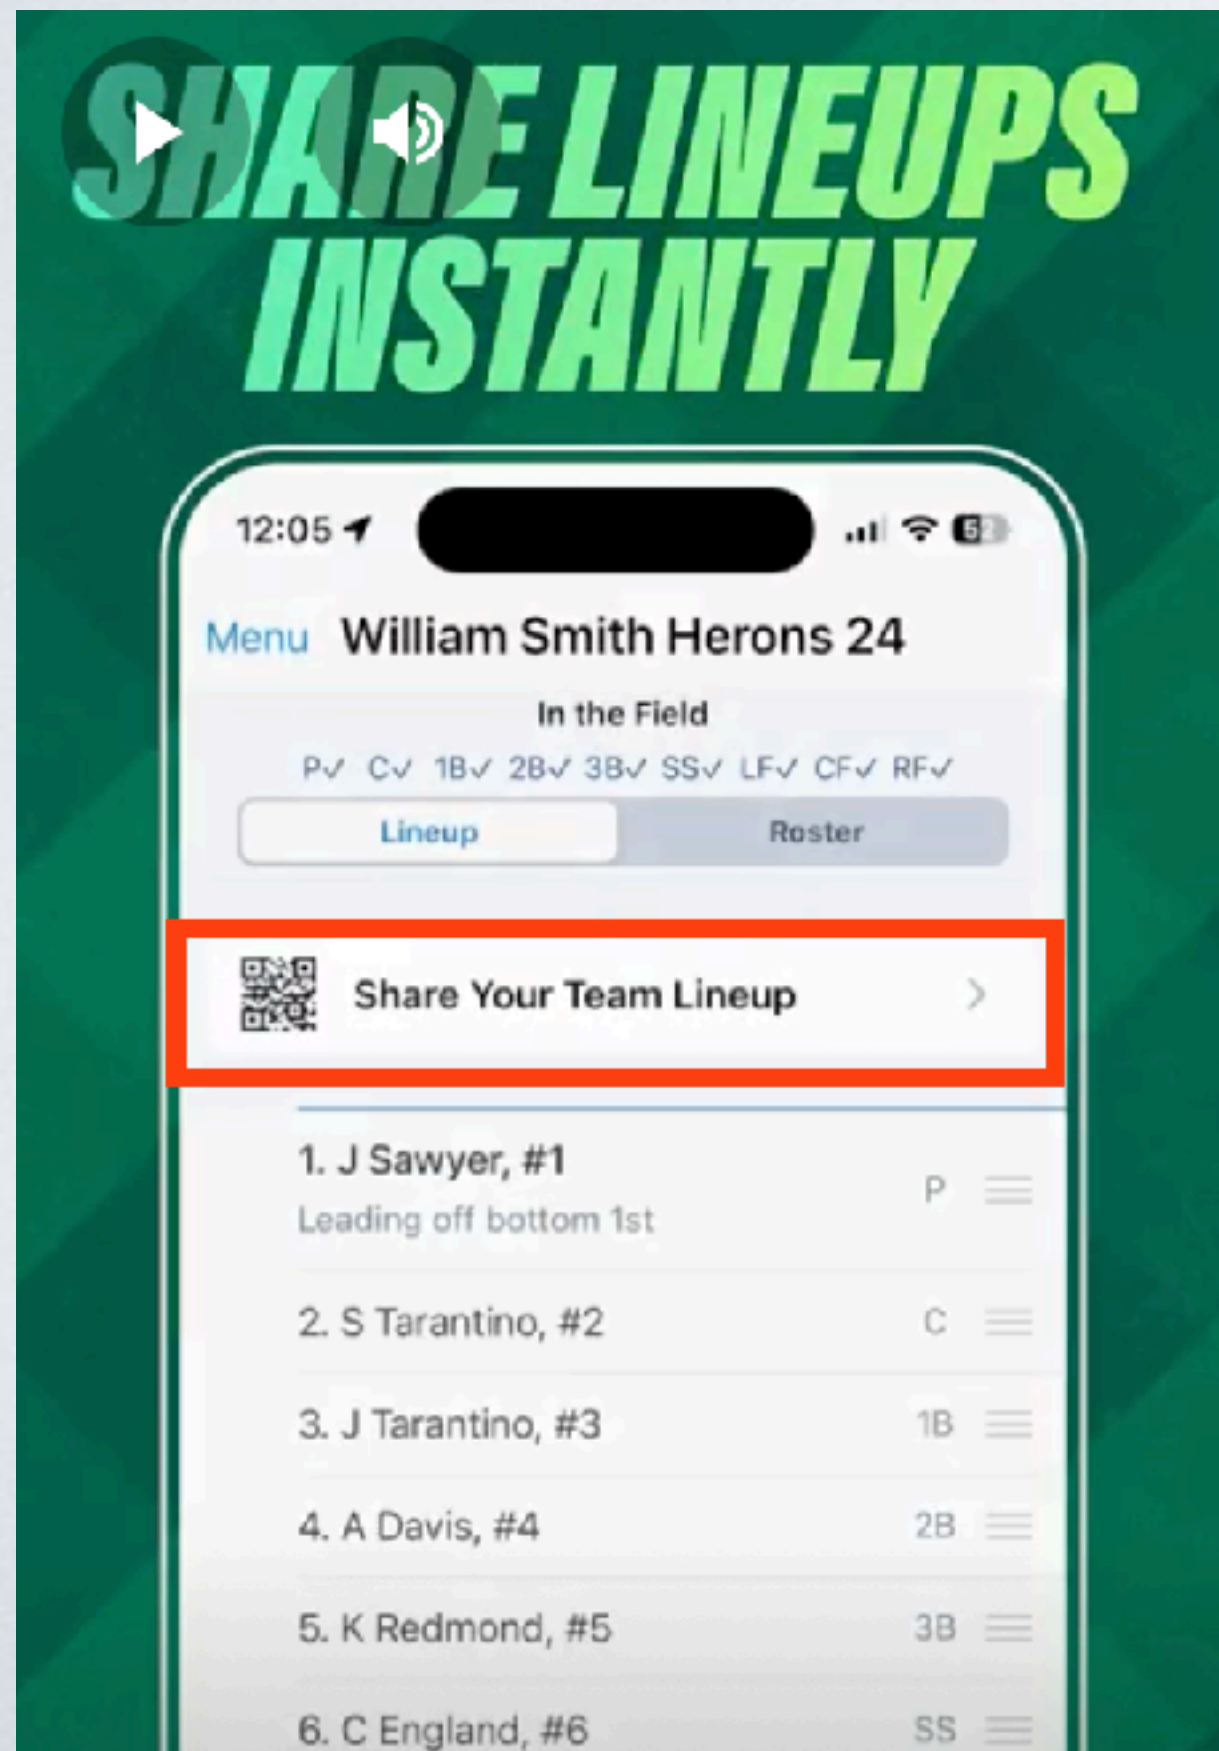 SHARE LINEUPS
INSTANTLY
12:05
Menu William Smith Herons 24
In the Field
P✓ C✓ 1B✓ 2B✓ 3B✓ SS✓ LF✓ CF✓ RF✓
Lineup Roster
Share Your Team Lineup
1. J Sawyer, #1
P
Leading off bottom 1st
2. S Tarantino, #2 C
3. J Tarantino, #3 1B
4. A Davis, #4 2B
5. K Redmond, #5 3B
6. C England, #6 SS